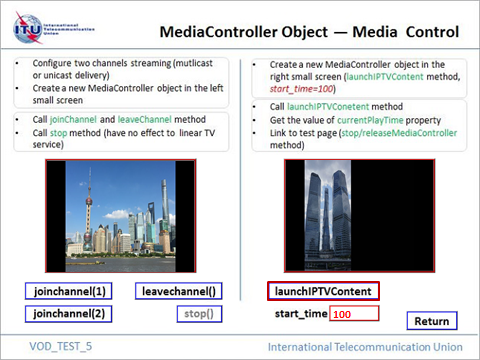 ITU
International
Telecommunication
Union
MediaController Object — Media Control
• Configure two channels streaming (mutlicast
or unicast delivery)
• Create a new MediaController object in the left
small screen
• Call joinChannel and leaveChannel method
• Call stop method (have no effect to linear TV
service)
joinchannel(1)
leavechannel()
joinchannel(2)
stop()
• Create a new MediaController object in the
right small screen (launchIPTVContent method,
start_time=100)
• Call launchIPTVConetent method
• Get the value of currentPlayTime property
• Link to test page (stop/releaseMediaController
method)
launchIPTVContent
start_time 100
Return
VOD_TEST_5
International Telecommunication Union